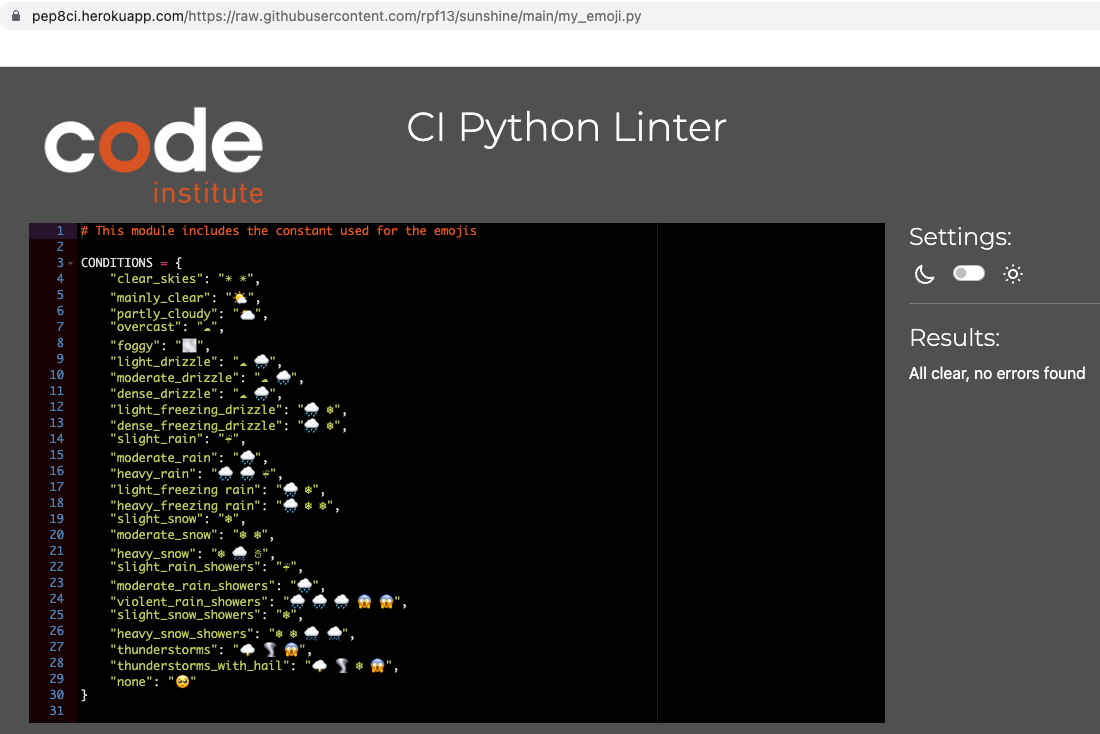 pep8ci.herokuapp.com/https://raw.githubusercontent.com/rpf13/sunshine/main/my_emoji.py
code
institute
CI Python Linter
1 # This module includes the constant used for the emojis
2
3 CONDITIONS = {
4 "clear_skies": "☀ ☀",
5 "mainly_clear": "🌤",
6 "partly_cloudy": "🌥",
7 "overcast": "☁",
8 "foggy": "🌫",
9 "light_drizzle": "☁ 🌧",
10 "moderate_drizzle": "☁ 🌧",
11 "dense_drizzle": "☁ 🌧",
12 "light_freezing_drizzle": "🌧 ❄",
13 "dense_freezing_drizzle": "🌧 ❄",
14 "slight_rain": "☔",
15 "moderate_rain": "🌧",
16 "heavy_rain": "🌧 🌧 ☔",
17 "light_freezing rain": "🌧 ❄",
18 "heavy_freezing rain": "🌧 ❄ ❄",
19 "slight_snow": "❄",
20 "moderate_snow": "❄ ❄",
21 "heavy_snow": "❄ 🌨 ☃",
22 "slight_rain_showers": "☔",
23 "moderate_rain_showers": "🌧",
24 "violent_rain_showers": "🌧 🌧 🌧 😱 😱",
25 "slight_snow_showers": "❄",
26 "heavy_snow_showers": "❄ ❄ 🌨 🌨",
27 "thunderstorms": "🌩 🌪 😱",
28 "thunderstorms_with_hail": "🌩 🌪 ❄ 😱",
29 "none": "🥺"
30 }
31
Settings:
Results:
All clear, no errors found